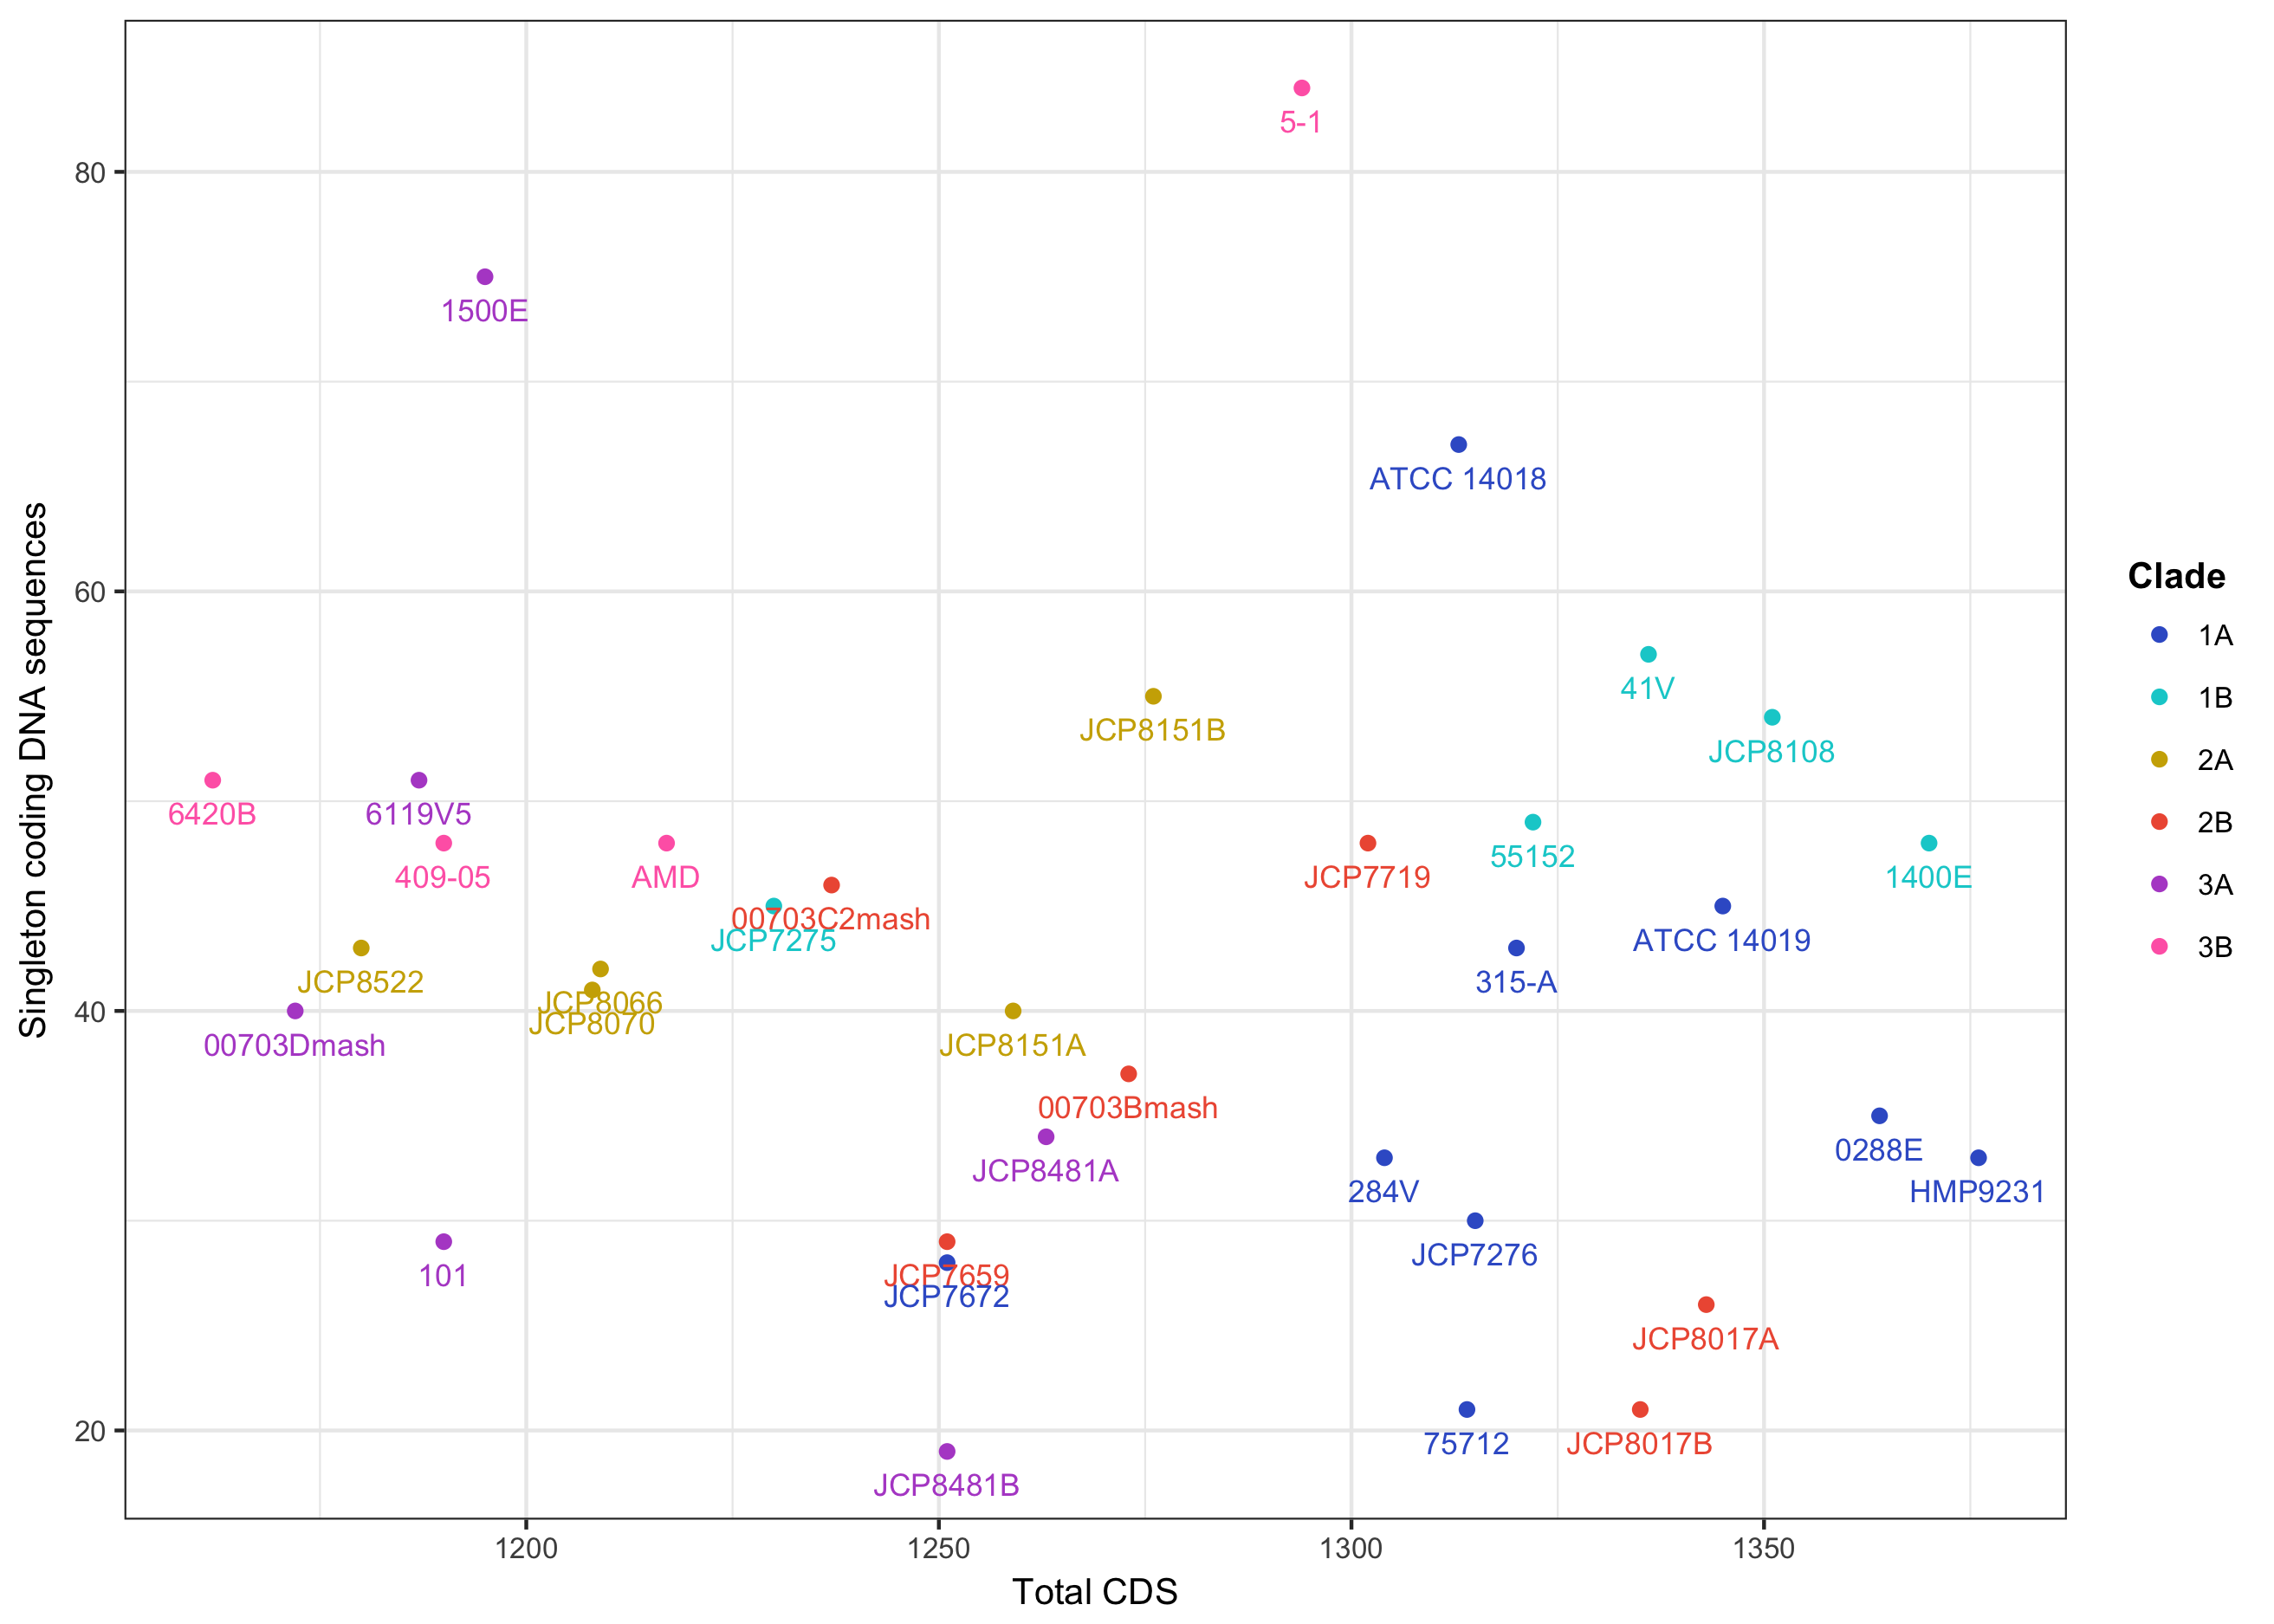 5-1
80
1500E
ATCC 14018
60
41V
JCP8151B
JCP8108
6420B
6119V5
55152
409-05
AMD
JCP7719
1400E
00703C2mash
JCP7275
ATCC 14019
JCP8522
315-A
JCP8066
40
JCP8070
00703Dmash
JCP8151A
00703Bmash
0288E
JCP8481A
284V
HMP9231
JCP7276
101
JCP7659
JCP7672
JCP8017A
20
75712
JCP8017B
JCP8481B
1200
1250
1300
1350
Total CDS
Singleton coding DNA sequences
Clade
1A
1B
2A
2B
3A
3B